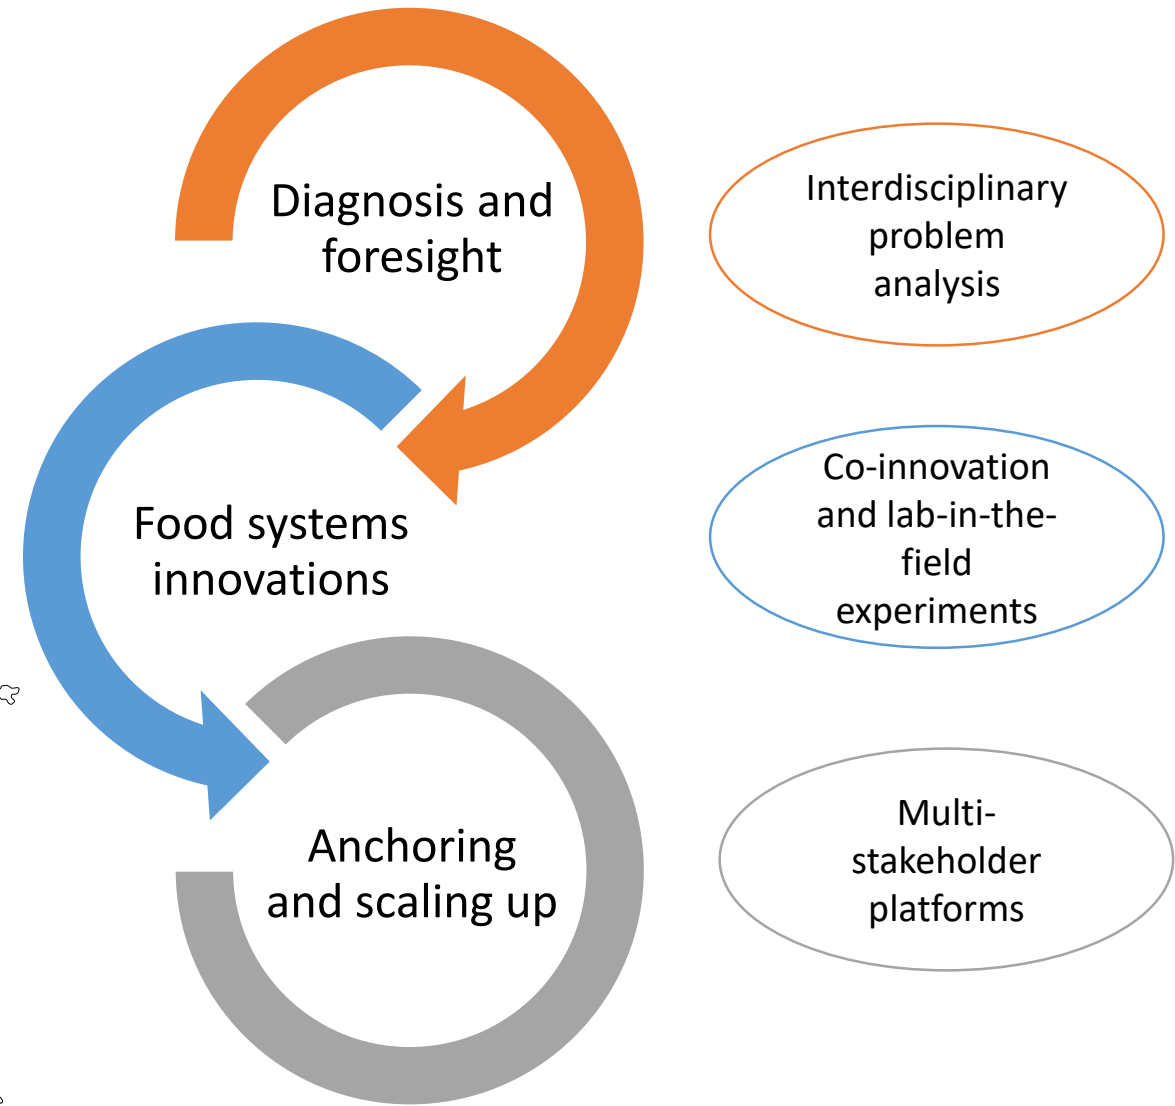 Diagnosis and
foresight
Interdisciplinary
problem
analysis
Food systems
innovations
Co-innovation
and lab-in-the-
field
experiments
Anchoring
and scaling up
Multi-
stakeholder
platforms